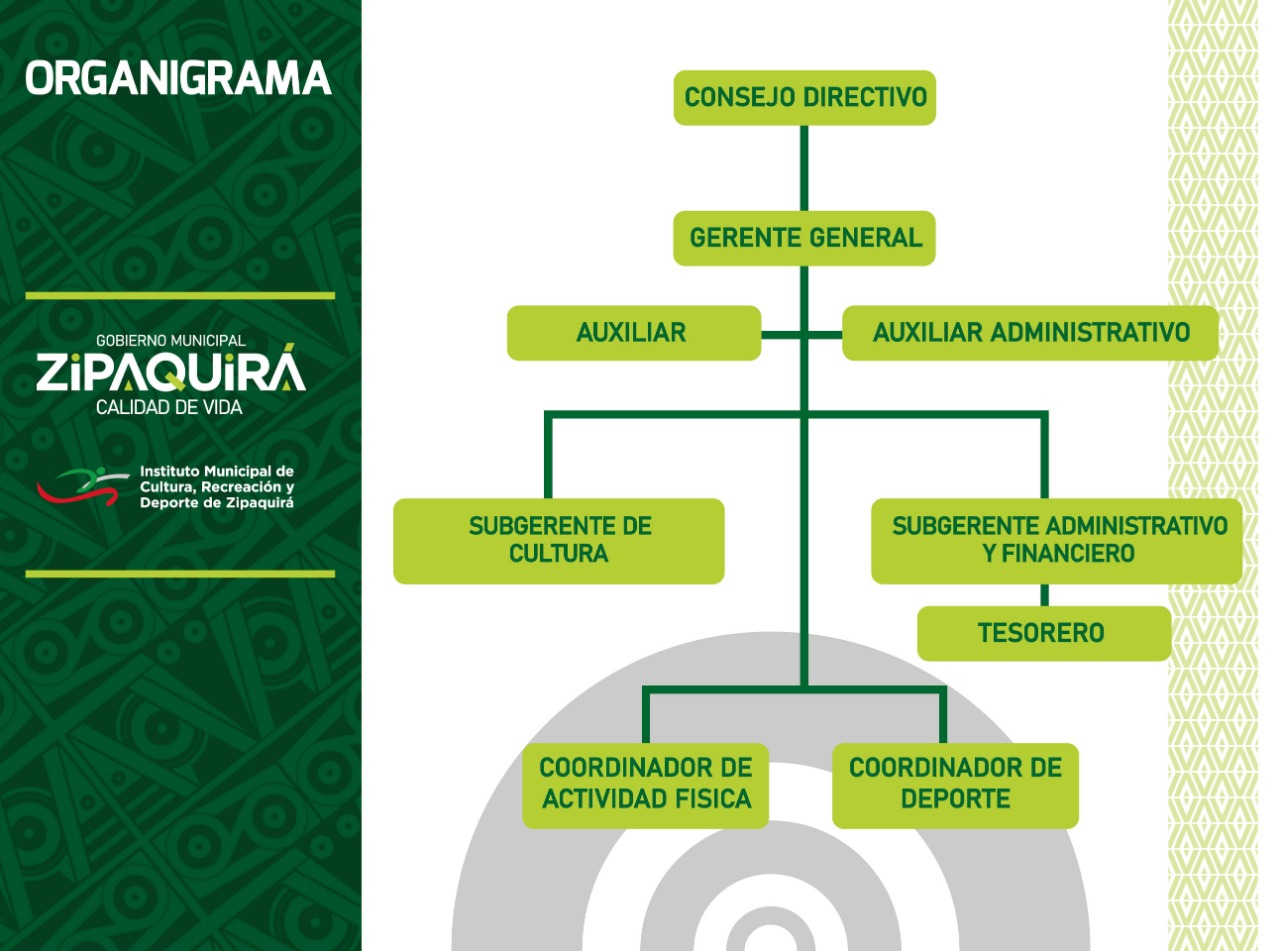 ORGANIGRAMA
GOBIERNO MUNICIPAL
ZiPAQUiRÁ
CALIDAD DE VIDA
Instituto Municipal de
Cultura, Recreación y
Deporte de Zipaquirá
CONSEJO DIRECTIVO
GERENTE GENERAL
AUXILIAR
AUXILIAR ADMINISTRATIVO
SUBGERENTE DE
CULTURA
SUBGERENTE ADMINISTRATIVO
Y FINANCIERO
TESORERO
COORDINADOR DE
ACTIVIDAD FISICA
COORDINADOR DE
DEPORTE